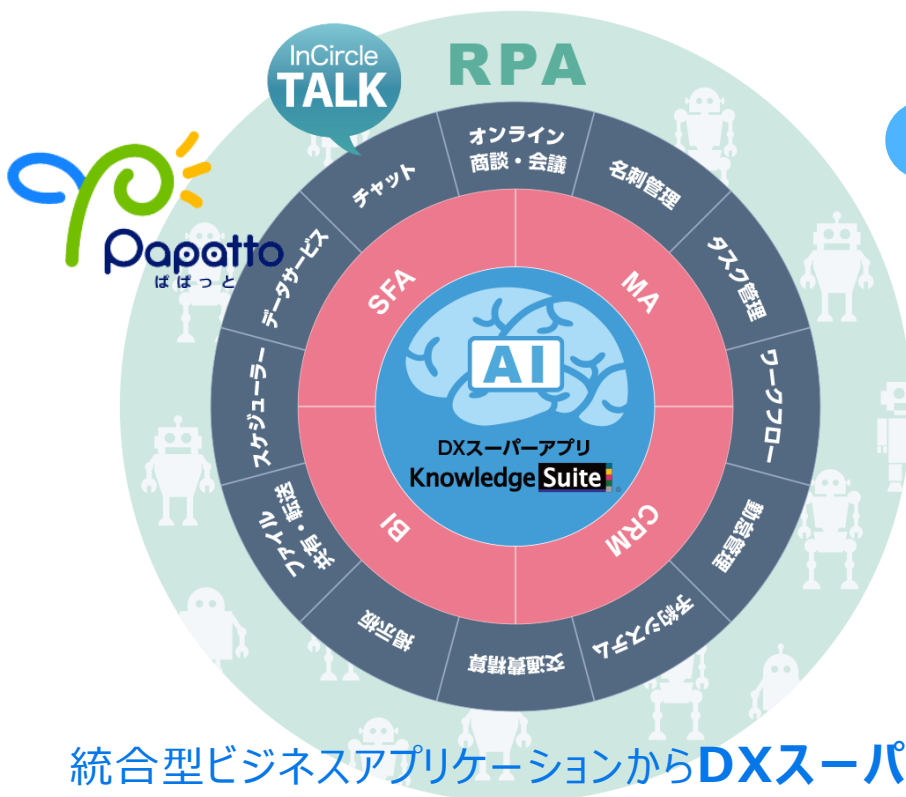 InCircle
TALK
RPA
Papatto
ぱぱっと
オンライン
商談・会議
名刺管理
タスク管理
ワークフロー
勤怠管理
予約システム
交通費精算
掲示板
ファイル
共有・転送
スケジューラー
データサービス
チャット
SFA
MA
CRM
BI
AI
DXスーパーアプリ
Knowledge Suite
統合型ビジネスアプリケーションからDXスーパ